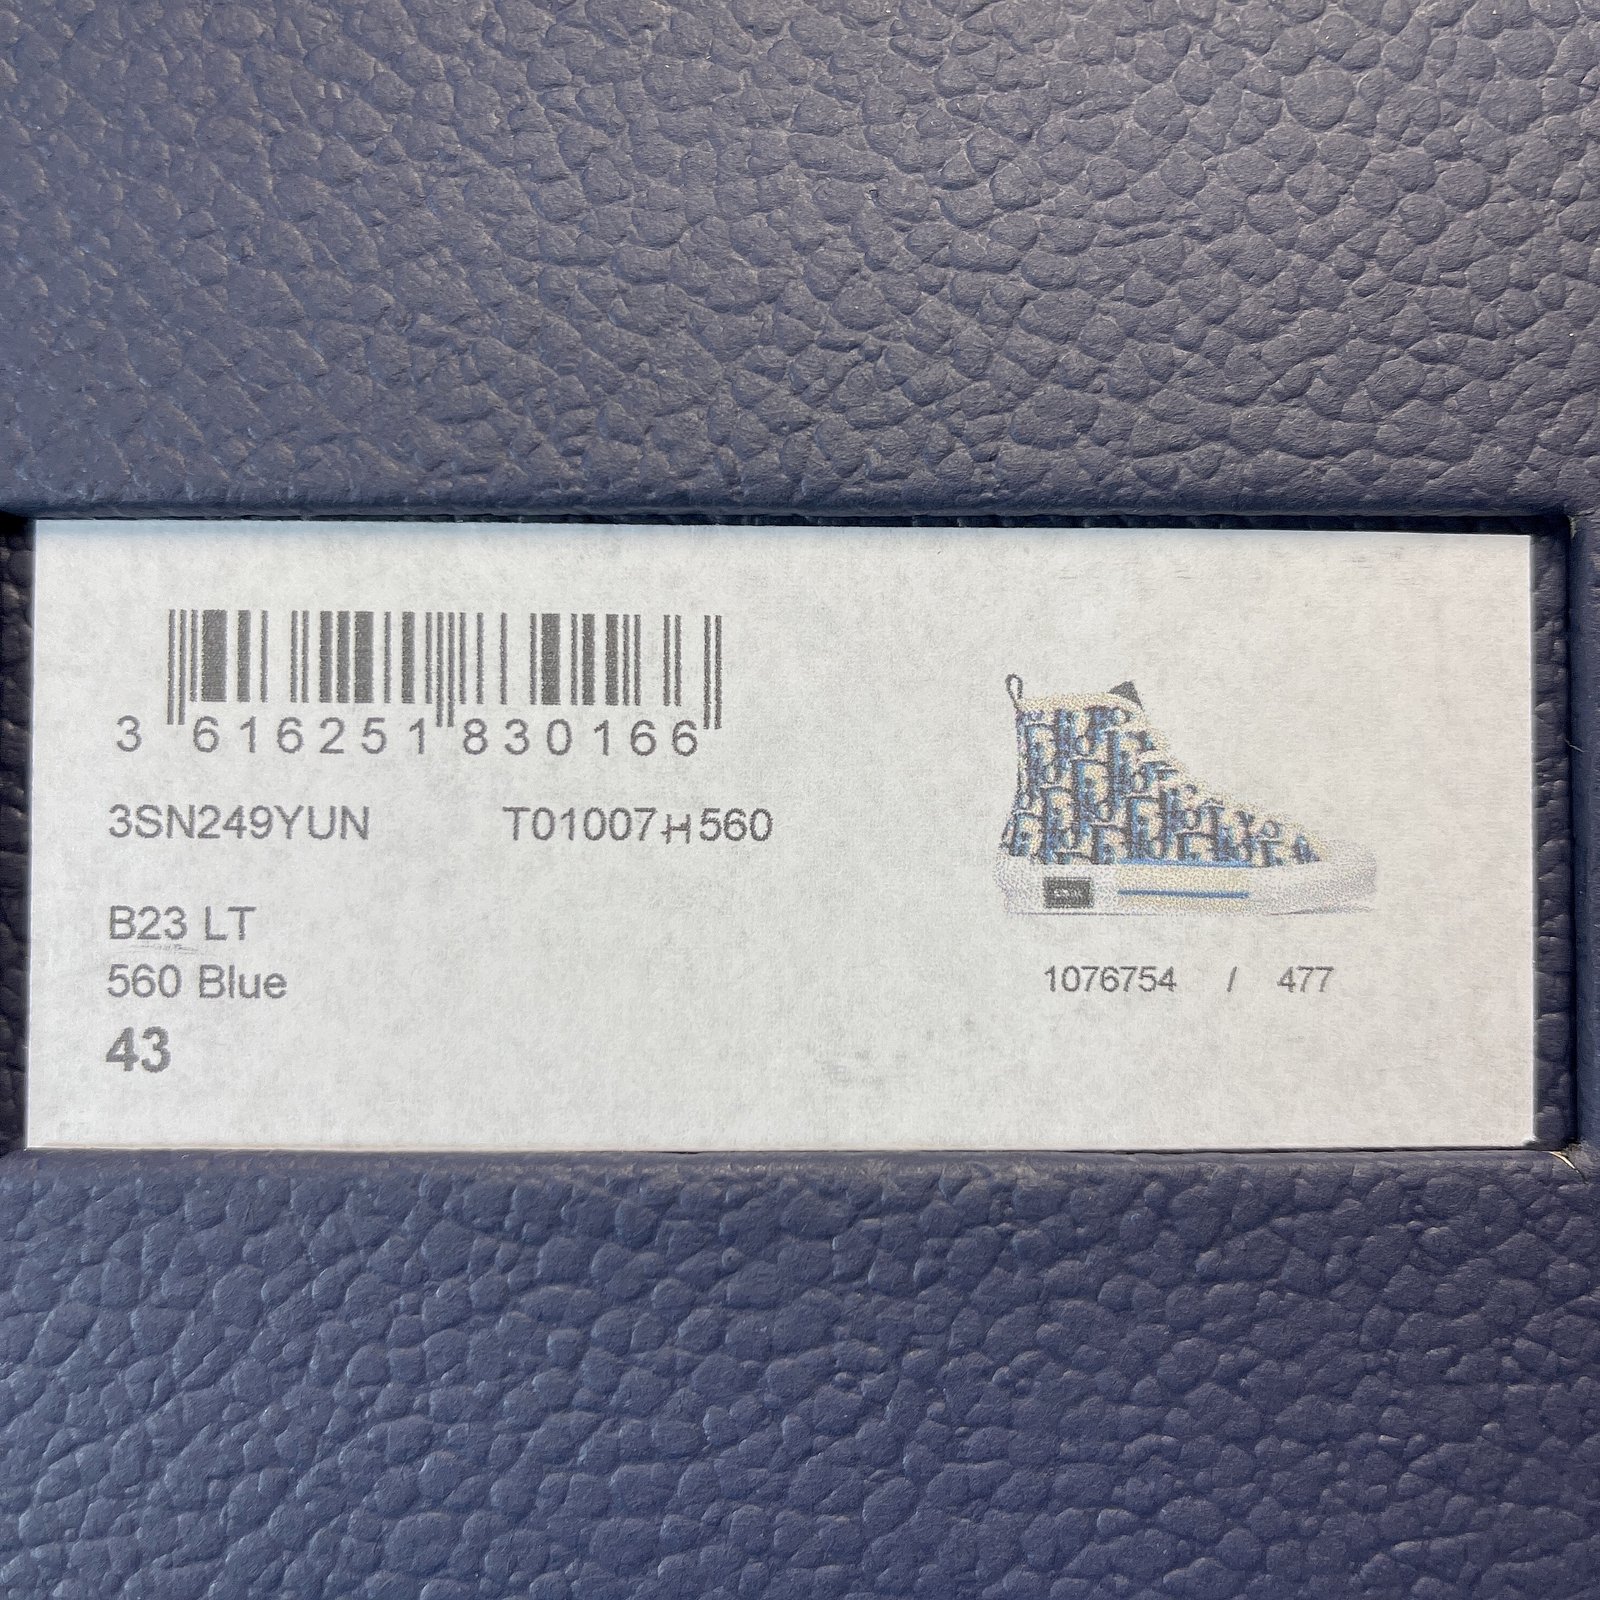 3 616251 830166
3SN249YUN T01007H560
B23 LT
560 Blue
43
1076754 / 477